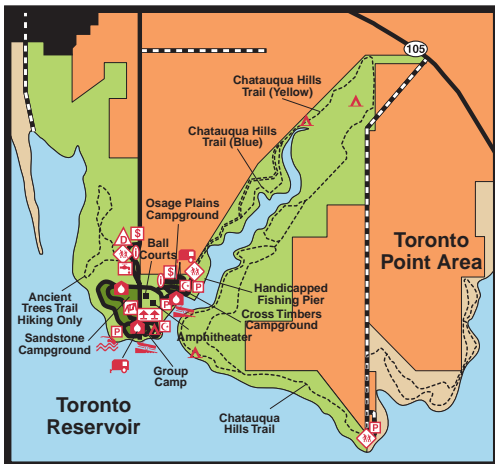 105
Chatauqua Hills
Trail (Yellow)
Chatauqua Hills
Trail (Blue)
Osage Plains
Campground
Ball
Courts
Toronto
Point Area
$
$
D
Handicapped
Fishing Pier
Cross Timbers
Campground
P
C
Ancient
Trees Trail
Hiking Only
Sandstone
Campground
P
P
C
Amphitheater
Group
Camp
Toronto
Reservoir
Chatauqua
Hills Trail
P